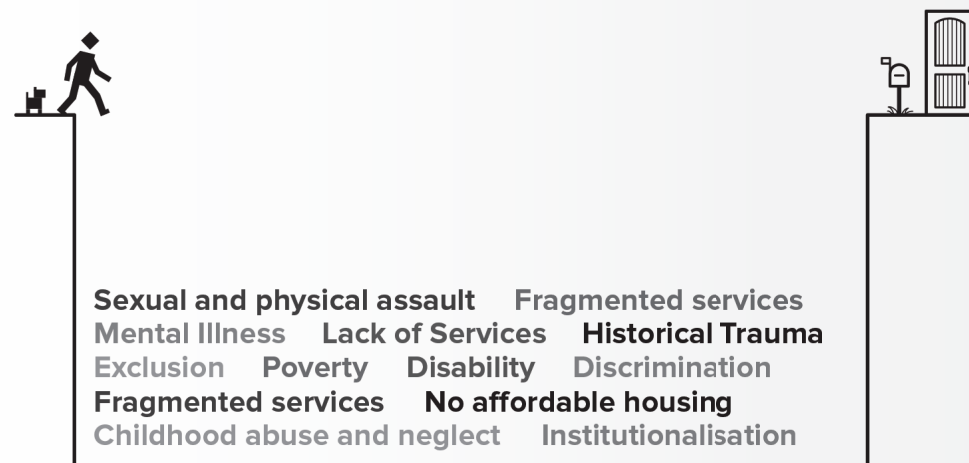 Sexual and physical assault Fragmented services
Mental Illness Lack of Services Historical Trauma
Exclusion Poverty Disability Discrimination
Fragmented services No affordable housing
Childhood abuse and neglect Institutionalisation